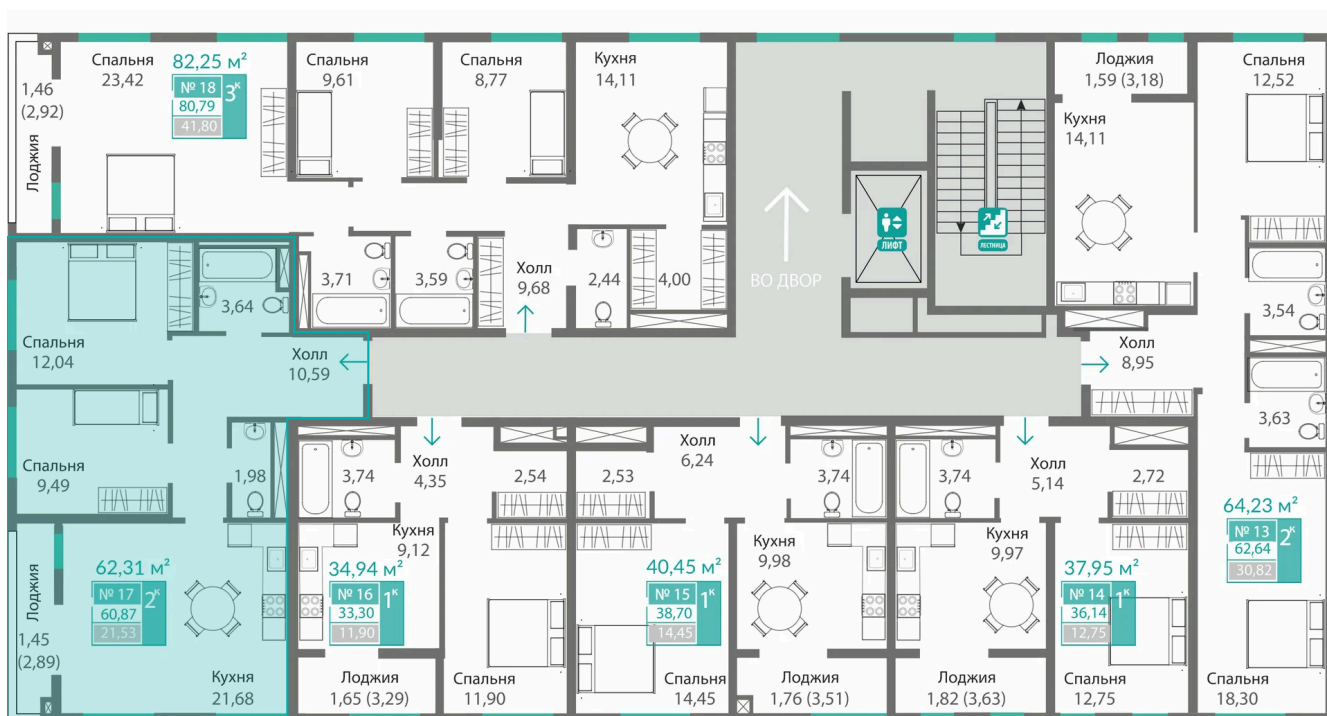 Спальня
23,42
82,25 м²
№ 18
3к
80,79
41,80
1,46
(2,92)
Лоджия
Спальня
9,61
Спальня
8,77
Кухня
14,11
3,71
3,59
Холл
9,68
2,44
4,00
ВО ДВОР
ЛИФТ
ЛЕСТНИЦА
Лоджия
1,59 (3,18)
Кухня
14,11
Спальня
12,52
3,54
Холл
8,95
3,63
64,23 м²
№ 13
2к
62,64
30,82
Спальня
18,30
3,64
Спальня
12,04
Холл
10,59
Спальня
9,49
1,98
62,31 м²
№ 17
2к
60,87
21,53
Лоджия
1,45
(2,89)
Кухня
21,68
3,74
Холл
4,35
2,54
Кухня
9,12
34,94 м²
№ 16
1к
33,30
11,90
Лоджия
1,65 (3,29)
Спальня
11,90
2,53
Холл
6,24
3,74
40,45 м²
№ 15
1к
38,70
14,45
Кухня
9,98
Спальня
14,45
Лоджия
1,76 (3,51)
3,74
Холл
5,14
2,72
Кухня
9,97
37,95 м²
№ 14
1к
36,14
12,75
Лоджия
1,82 (3,63)
Спальня
12,75